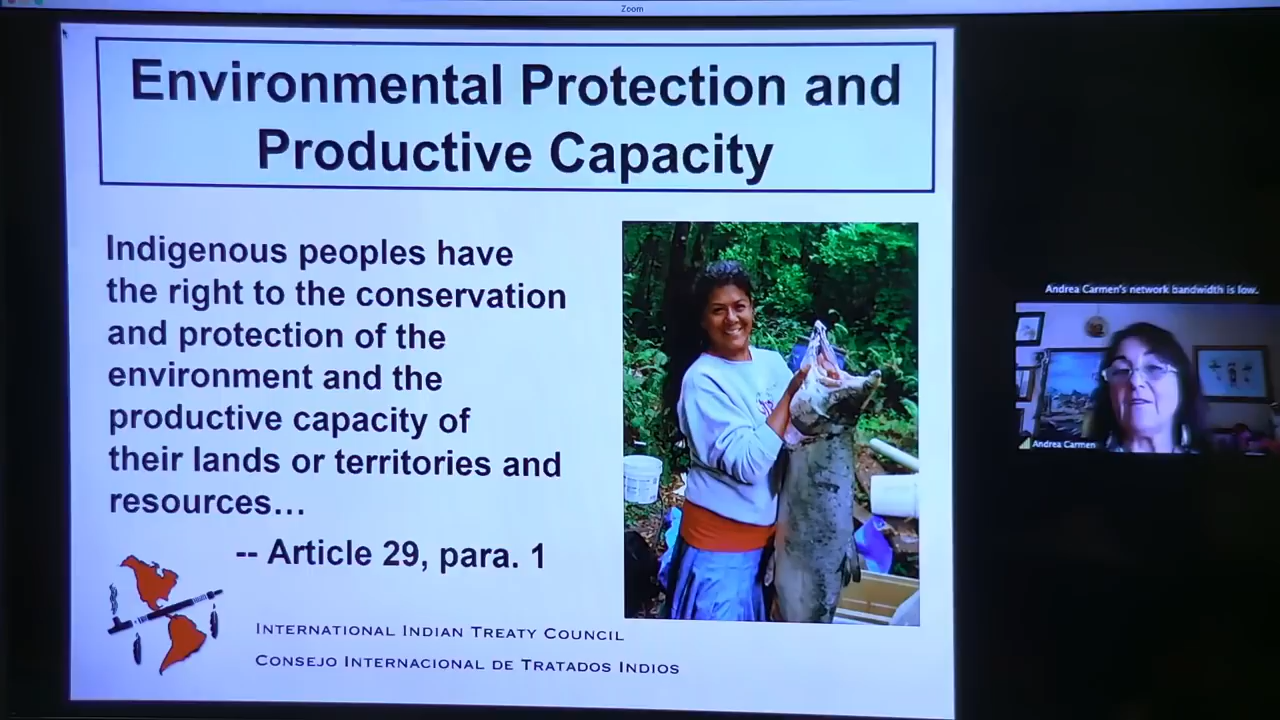 Zoom
Environmental Protection and
Productive Capacity
Indigenous peoples have
the right to the conservation
and protection of the
environment and the
productive capacity of
their lands or territories and
resources…
-- Article 29, para. 1
INTERNATIONAL INDIAN TREATY COUNCIL
CONSEJO INTERNACIONAL DE TRATADOS INDIOS
Andrea Carmen's network bandwidth is low.
Andrea Carmen